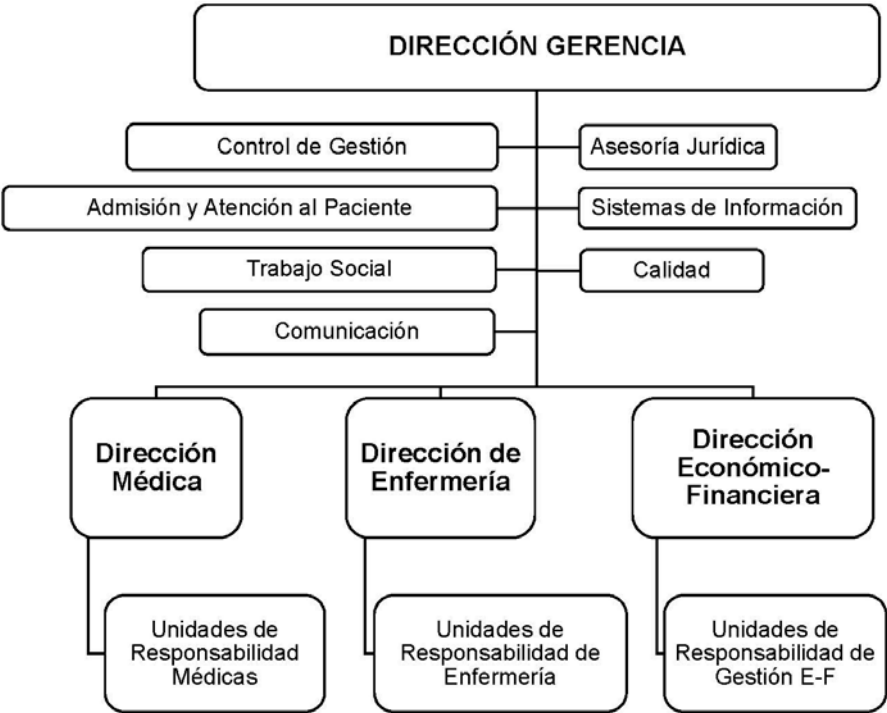 DIRECCIÓN GERENCIA
Control de Gestión
Asesoría Jurídica
Admisión y Atención al Paciente
Sistemas de Información
Trabajo Social
Calidad
Comunicación
Dirección
Médica
Dirección de
Enfermería
Dirección
Económico-
Financiera
Unidades de
Responsabilidad
Médicas
Unidades de
Responsabilidad de
Enfermería
Unidades de
Responsabilidad de
Gestión E-F